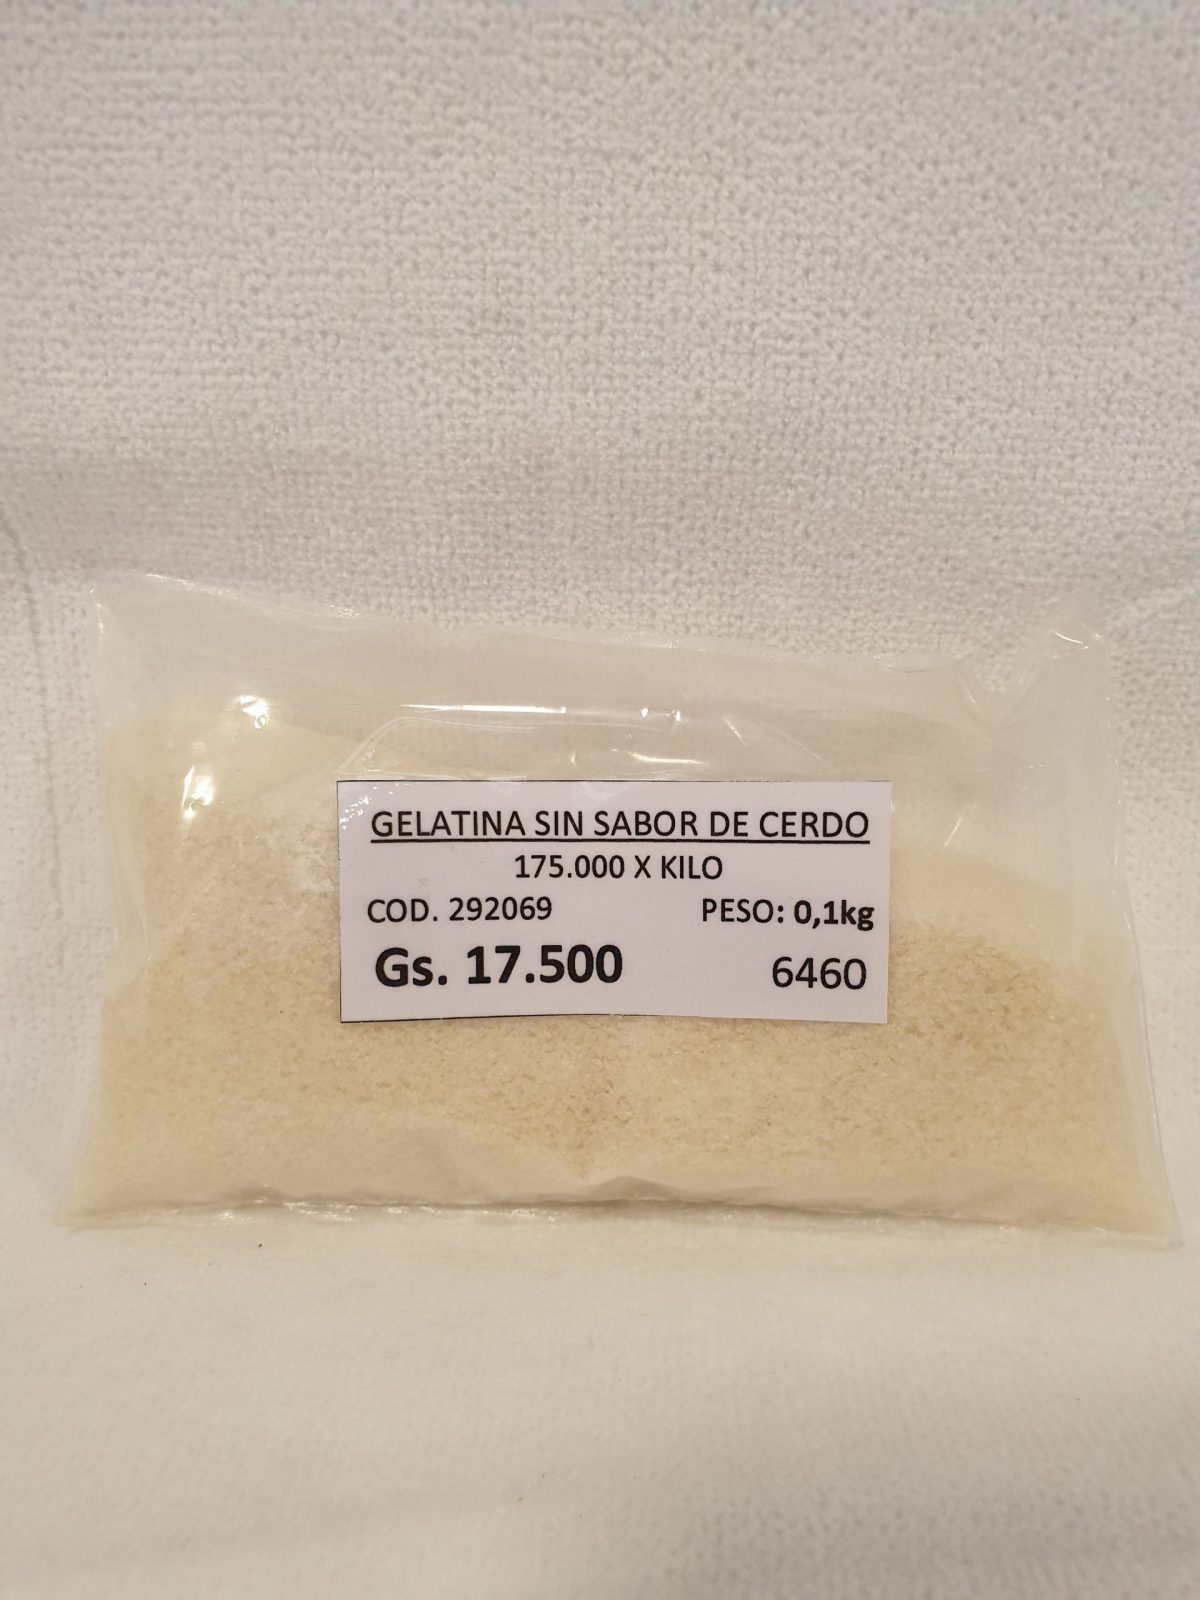 GELATINA SIN SABOR DE CERDO
175.000 X KILO
COD. 292069 PESO: 0,1kg
Gs. 17.500 6460